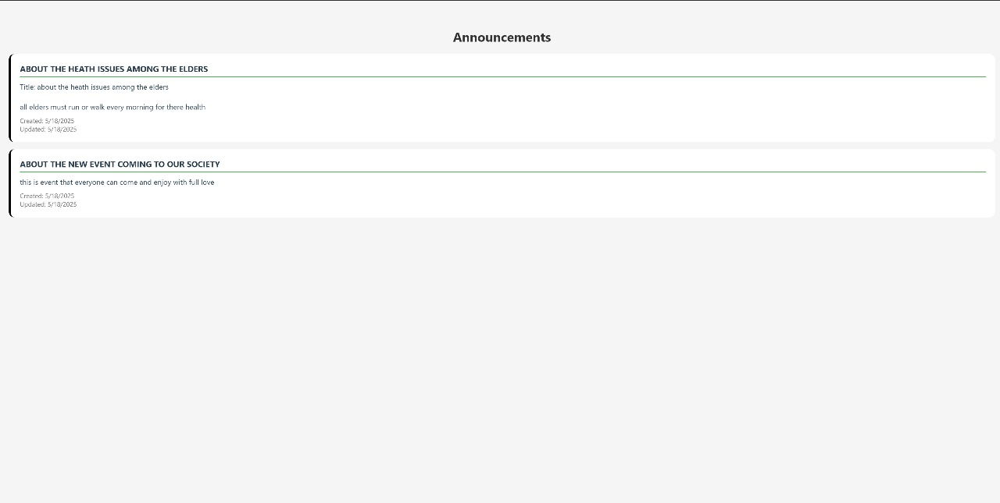 Announcements
ABOUT THE HEATH ISSUES AMONG THE ELDERS
Title: about the heath issues among the elders
all elders must run or walk every morning for there health
Created: 5/18/2025
Updated: 5/18/2025
ABOUT THE NEW EVENT COMING TO OUR SOCIETY
this is event that everyone can come and enjoy with full love
Created: 5/18/2025
Updated: 5/18/2025